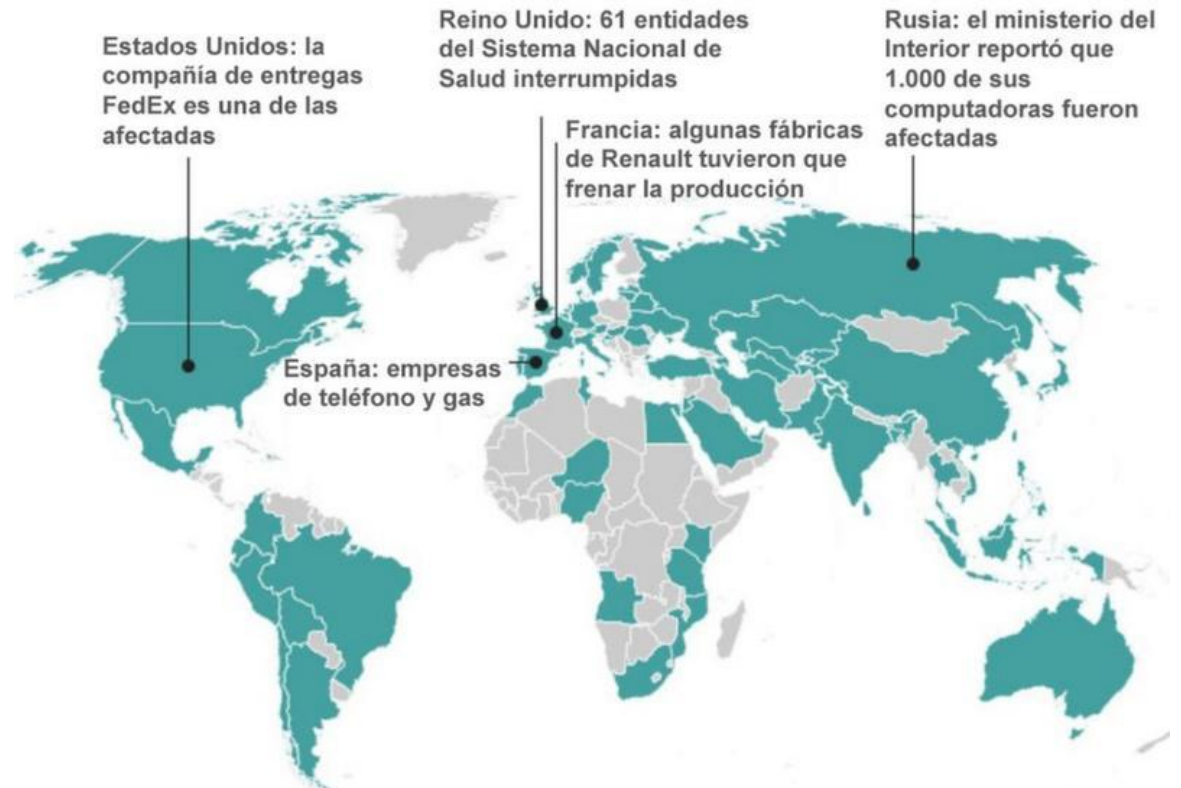 Estados Unidos: la
compañía de entregas
FedEx es una de las
afectadas
Reino Unido: 61 entidades
del Sistema Nacional de
Salud interrumpidas
Rusia: el ministerio del
Interior reportó que
1.000 de sus
computadoras fueron
afectadas
Francia: algunas fábricas
de Renault tuvieron que
frenar la producción
España: empresas
de teléfono y gas